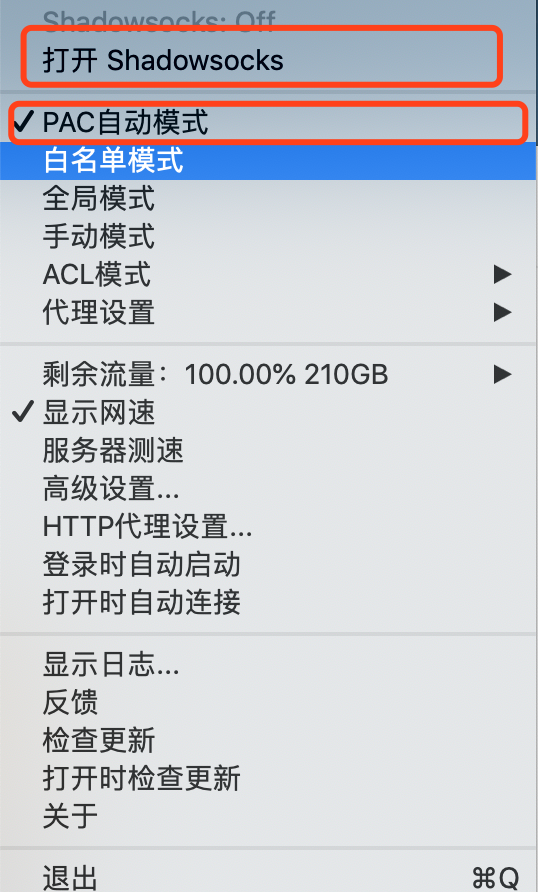 Shadowsocks: Off
打开 Shadowsocks
✓ PAC自动模式
白名单模式
全局模式
手动模式
ACL模式 ▶
代理设置 ▶
剩余流量：100.00% 210GB ▶
✓ 显示网速
服务器测速
高级设置...
HTTP代理设置...
登录时自动启动
打开时自动连接
显示日志...
反馈
检查更新
打开时检查更新
关于
退出 ⌘Q